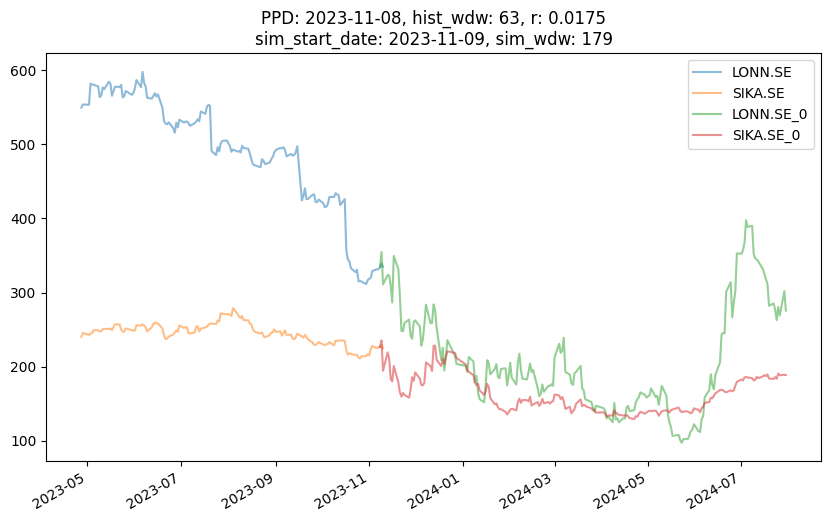 PPD: 2023-11-08, hist_wdw: 63, r: 0.0175
sim_start_date: 2023-11-09, sim_wdw: 179
LONN.SE
SIKA.SE
LONN.SE_0
SIKA.SE_0
600
500
400
300
200
100
2023-05
2023-07
2023-09
2023-11
2024-01
2024-03
2024-05
2024-07